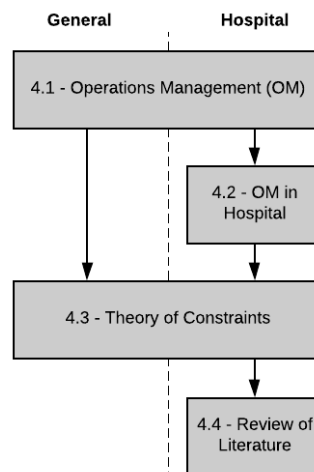 General Hospital
4.1 - Operations Management (OM)
4.2 - OM in
Hospital
4.3 - Theory of Constraints
4.4 - Review of
Literature